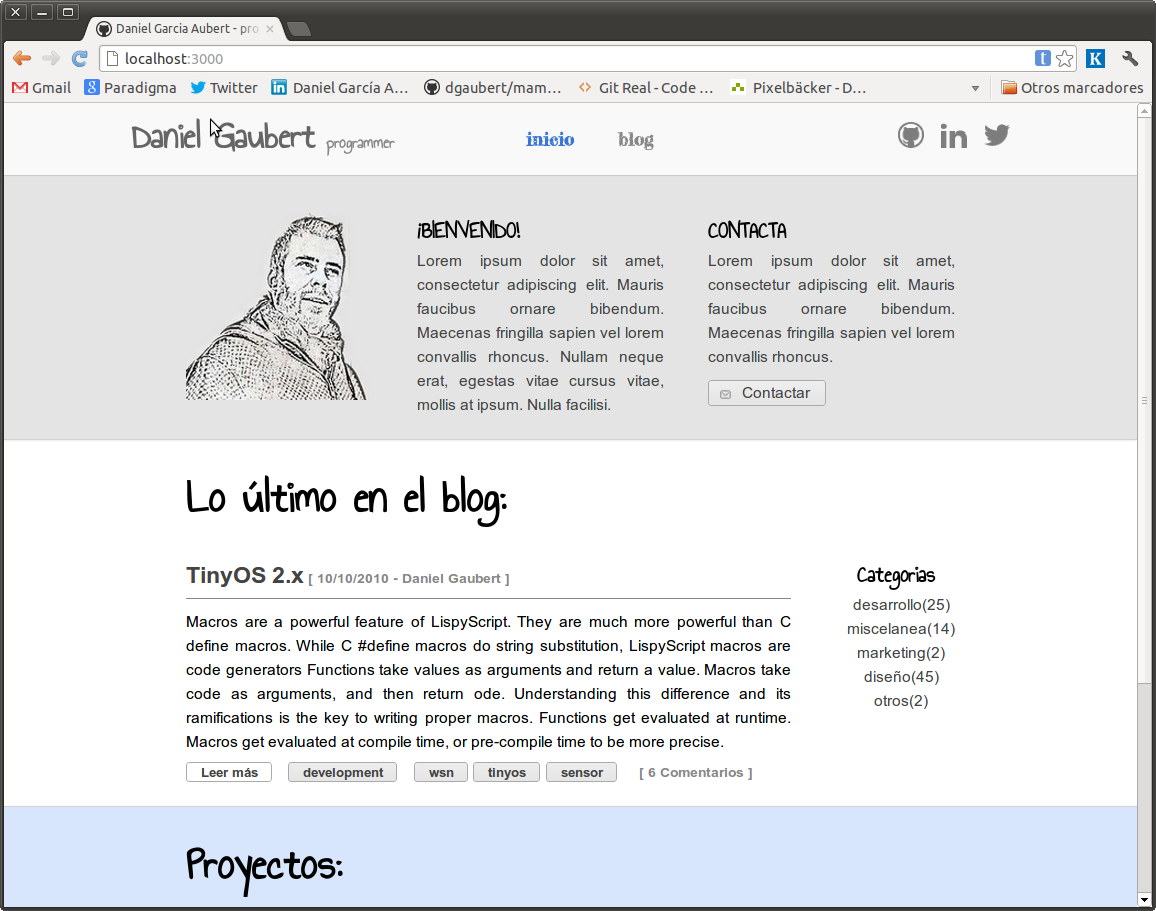 Daniel Garcia Aubert - pro
localhost:3000
Gmail Paradigma Twitter Daniel García A... dgaubert/mam... Git Real - Code ... Pixelbäcker - D... Otros marcadores
Daniel Gaubert programmer inicio blog
¡BIENVENIDO!
Lorem ipsum dolor sit amet,
consectetur adipiscing elit. Mauris
faucibus ornare bibendum.
Maecenas fringilla sapien vel lorem
convallis rhoncus. Nullam neque
erat, egestas vitae cursus vitae,
mollis at ipsum. Nulla facilisi.
CONTACTA
Lorem ipsum dolor sit amet,
consectetur adipiscing elit. Mauris
faucibus ornare bibendum.
Maecenas fringilla sapien vel lorem
convallis rhoncus.
Contactar
Lo último en el blog:
TinyOS 2.x [ 10/10/2010 - Daniel Gaubert ]
Macros are a powerful feature of LispyScript. They are much more powerful than C
define macros. While C #define macros do string substitution, LispyScript macros are
code generators Functions take values as arguments and return a value. Macros take
code as arguments, and then return ode. Understanding this difference and its
ramifications is the key to writing proper macros. Functions get evaluated at runtime.
Macros get evaluated at compile time, or pre-compile time to be more precise.
Leer más development wsn tinyos sensor [ 6 Comentarios ]
Categorias
desarrollo(25)
miscelanea(14)
marketing(2)
diseño(45)
otros(2)
Proyectos: